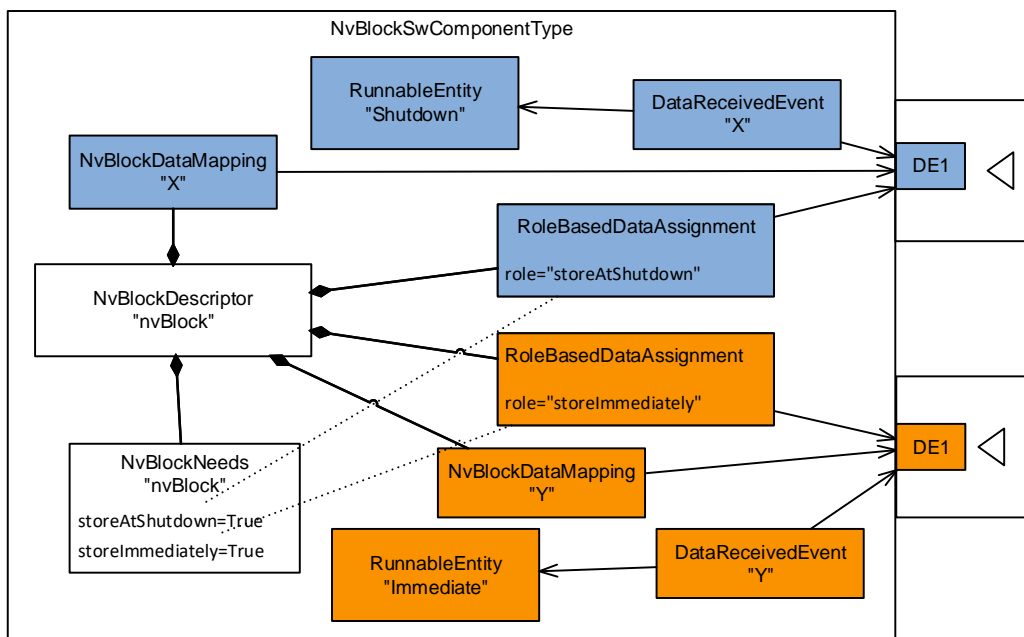 NvBlockSwComponentType
RunnableEntity
"Shutdown"
DataReceivedEvent
"X"
NvBlockDataMapping
"X"
DE1
RoleBasedDataAssignment
role="storeAtShutdown"
NvBlockDescriptor
"nvBlock"
RoleBasedDataAssignment
role="storeImmediately"
DE1
NvBlockNeeds
"nvBlock"
storeAtShutdown=True
storeImmediately=True
NvBlockDataMapping
"Y"
RunnableEntity
"Immediate"
DataReceivedEvent
"Y"